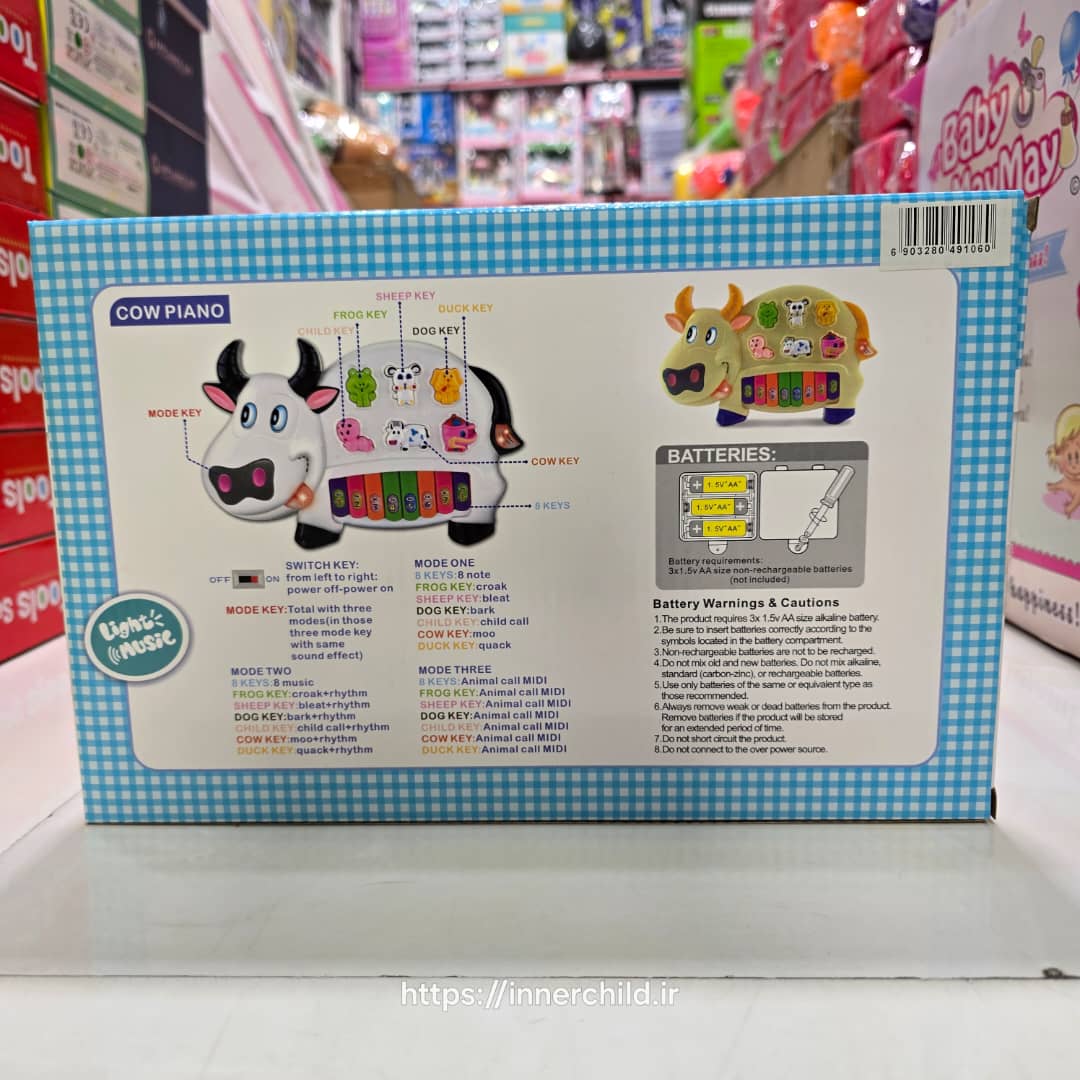 6 903280 491060
Baby
MayMay
COW PIANO
SHEEP KEY
FROG KEY
DUCK KEY
CHILD KEY
DOG KEY
MODE KEY
COW KEY
8 KEYS
OFF ON
SWITCH KEY:
from left to right:
power off-power on
MODE KEY:Total with three
modes(in those
three mode key
with same
sound effect)
Light
Music
MODE ONE
8 KEYS:8 note
FROG KEY:croak
SHEEP KEY:bleat
DOG KEY:bark
CHILD KEY:child call
COW KEY:moo
DUCK KEY:quack
MODE TWO
8 KEYS:8 music
FROG KEY:croak+rhythm
SHEEP KEY:bleat+rhythm
DOG KEY:bark+rhythm
CHILD KEY:child call+rhythm
COW KEY:moo+rhythm
DUCK KEY:quack+rhythm
MODE THREE
8 KEYS:Animal call MIDI
FROG KEY:Animal call MIDI
SHEEP KEY:Animal call MIDI
DOG KEY:Animal call MIDI
CHILD KEY:Animal call MIDI
COW KEY:Animal call MIDI
DUCK KEY:Animal call MIDI
BATTERIES:
+ 1.5V"AA"
1.5V"AA" +
+ 1.5V"AA"
Battery requirements:
3x1.5v AA size non-rechargeable batteries
(not included)
Battery Warnings & Cautions
1.The product requires 3x 1.5v AA size alkaline battery.
2.Be sure to insert batteries correctly according to the
symbols located in the battery compartment.
3.Non-rechargeable batteries are not to be recharged.
4.Do not mix old and new batteries. Do not mix alkaline,
standard (carbon-zinc), or rechargeable batteries.
5.Use only batteries of the same or equivalent type as
those recommended.
6.Always remove weak or dead batteries from the product.
Remove batteries if the product will be stored
for an extended period of time.
7.Do not short circuit the product.
8.Do not connect to the over power source.
happiness!
https://innerchild.ir